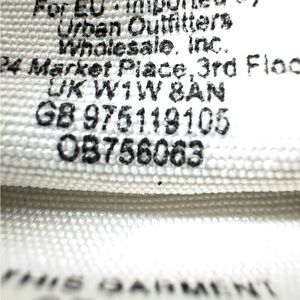 For EU - Imported by
Urban Outfitters
Wholesale, Inc.
24 Market Place, 3rd Floo
UK W1W 8AN
GB 975119105
OB756063
THIS GARMENT